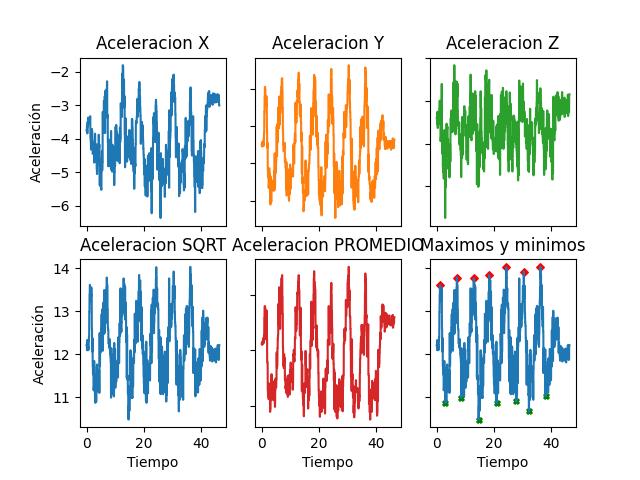 Aceleracion X
Aceleracion Y
Aceleracion Z
Aceleración
−2
−3
−4
−5
−6
Aceleracion SQRT
Aceleracion PROMEDIO
Maximos y minimos
Aceleración
14
13
12
11
0 20 40
0 20 40
0 20 40
Tiempo
Tiempo
Tiempo